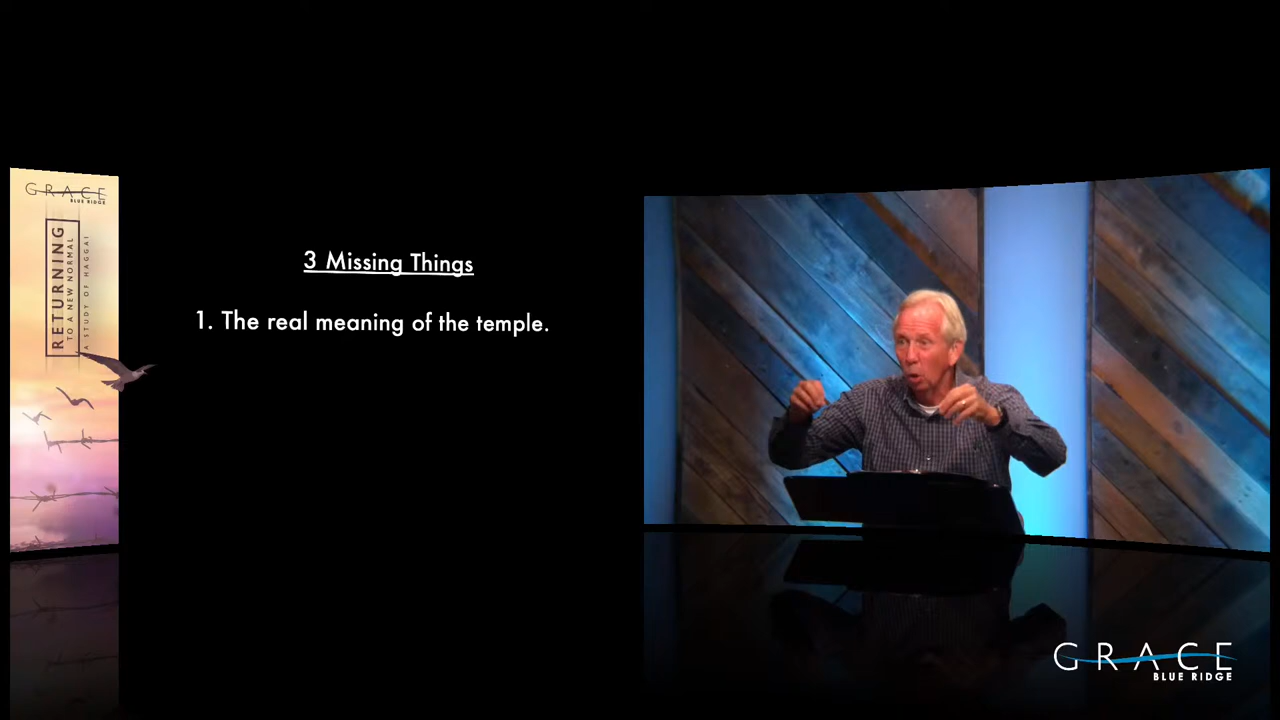 GRACE
BLUE RIDGE
RETURNING
TO A NEW NORMAL
A STUDY OF HAGGAI
3 Missing Things
1. The real meaning of the temple.
GRACE
BLUE RIDGE